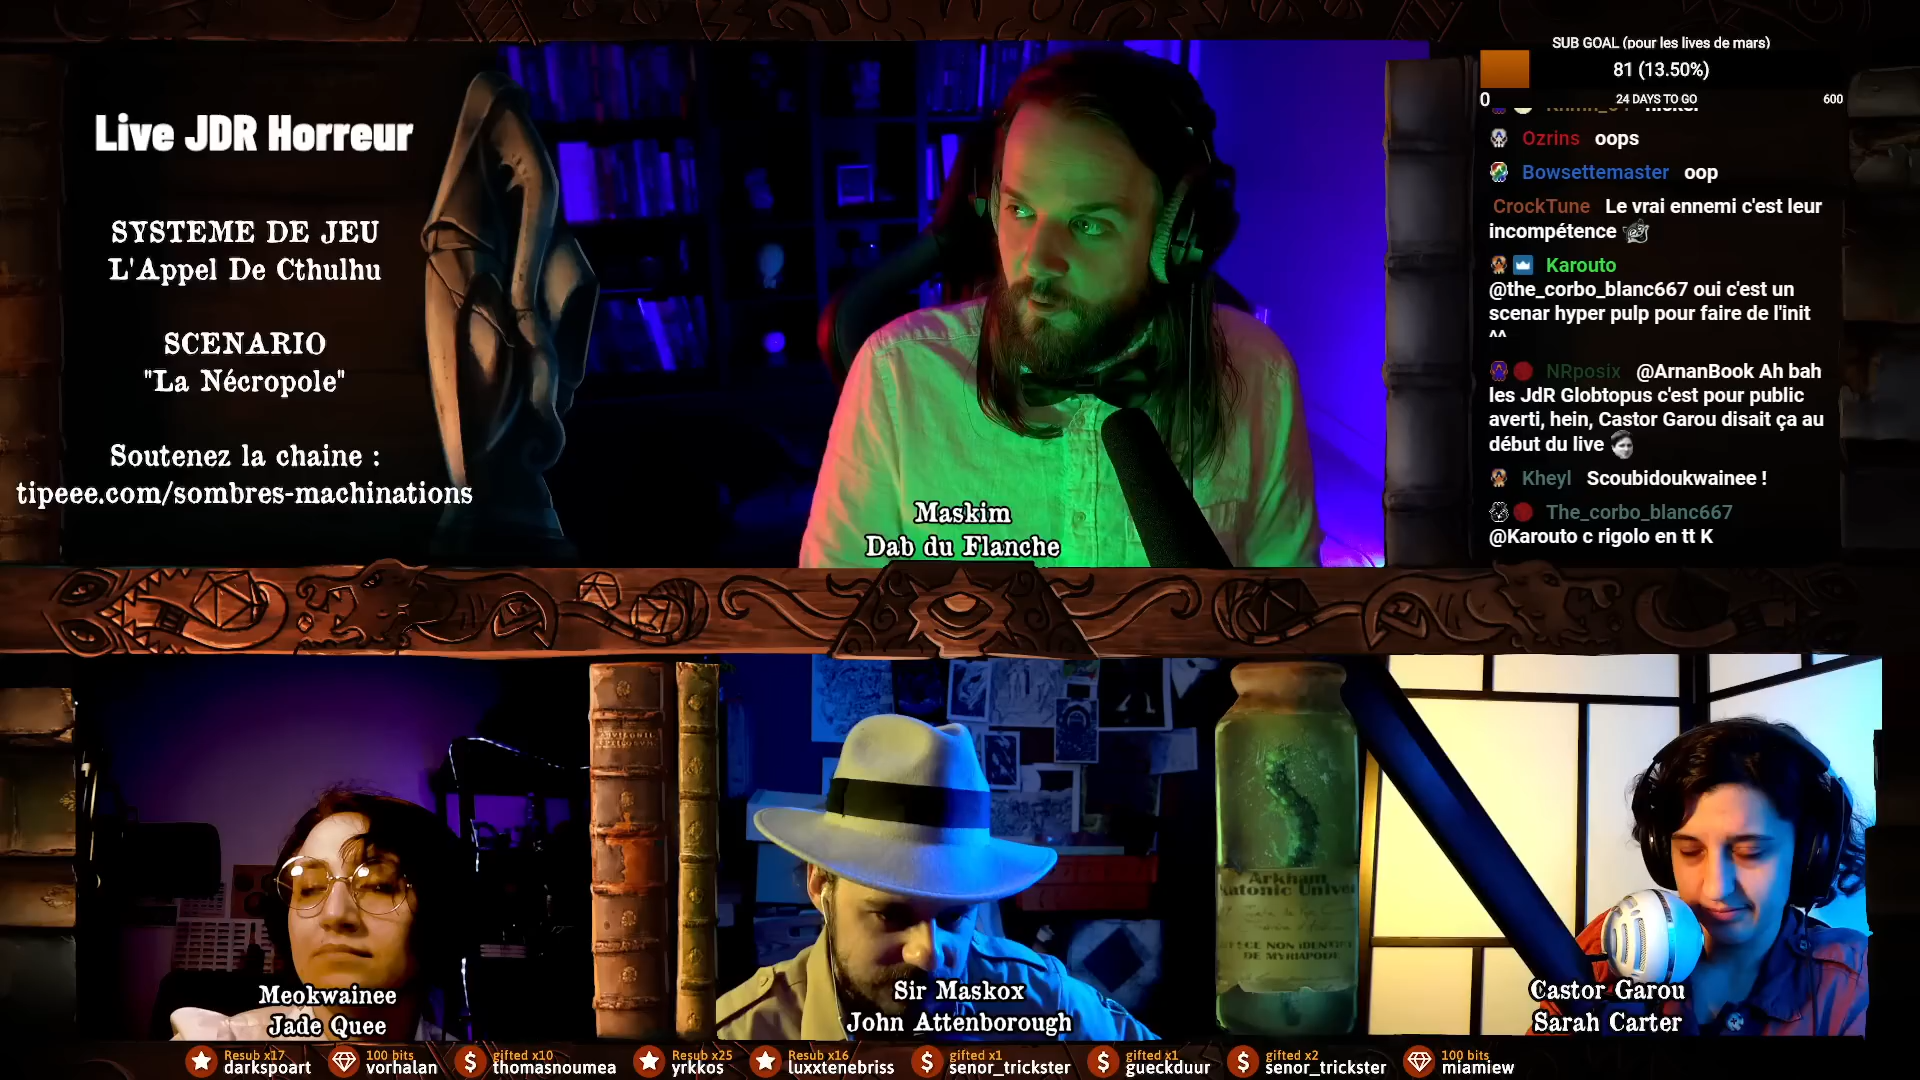 Live JDR Horreur
SYSTEME DE JEU
L'Appel De Cthulhu
SCENARIO
"La Nécropole"
Soutenez la chaine :
tipeee.com/sombres-machinations
Maskim
Dab du Flanche
SUB GOAL (pour les lives de mars)
81 (13.50%)
0 24 DAYS TO GO 600
Ozrins oops
Bowsettemaster oop
CrockTune Le vrai ennemi c'est leur
incompétence
Karouto
@the_corbo_blanc667 oui c'est un
scenar hyper pulp pour faire de l'init
^^
NRposix @ArnanBook Ah bah
les JdR Globtopus c'est pour public
averti, hein, Castor Garou disait ça au
début du live
Kheyl Scoubidoukwainee !
The_corbo_blanc667
@Karouto c rigolo en tt K
Meokwainee
Jade Quee
Sir Maskox
John Attenborough
Arkham
katonic Univer
DE MYRIAPODE
Castor Garou
Sarah Carter
Resub x17
darkspoart
100 bits
vorhalan
gifted x10
thomasnoumea
Resub x25
yrkkos
Resub x16
luxxtenebriss
gifted x1
senor_trickster
gifted x1
gueckduur
gifted x2
senor_trickster
100 bits
miamiew